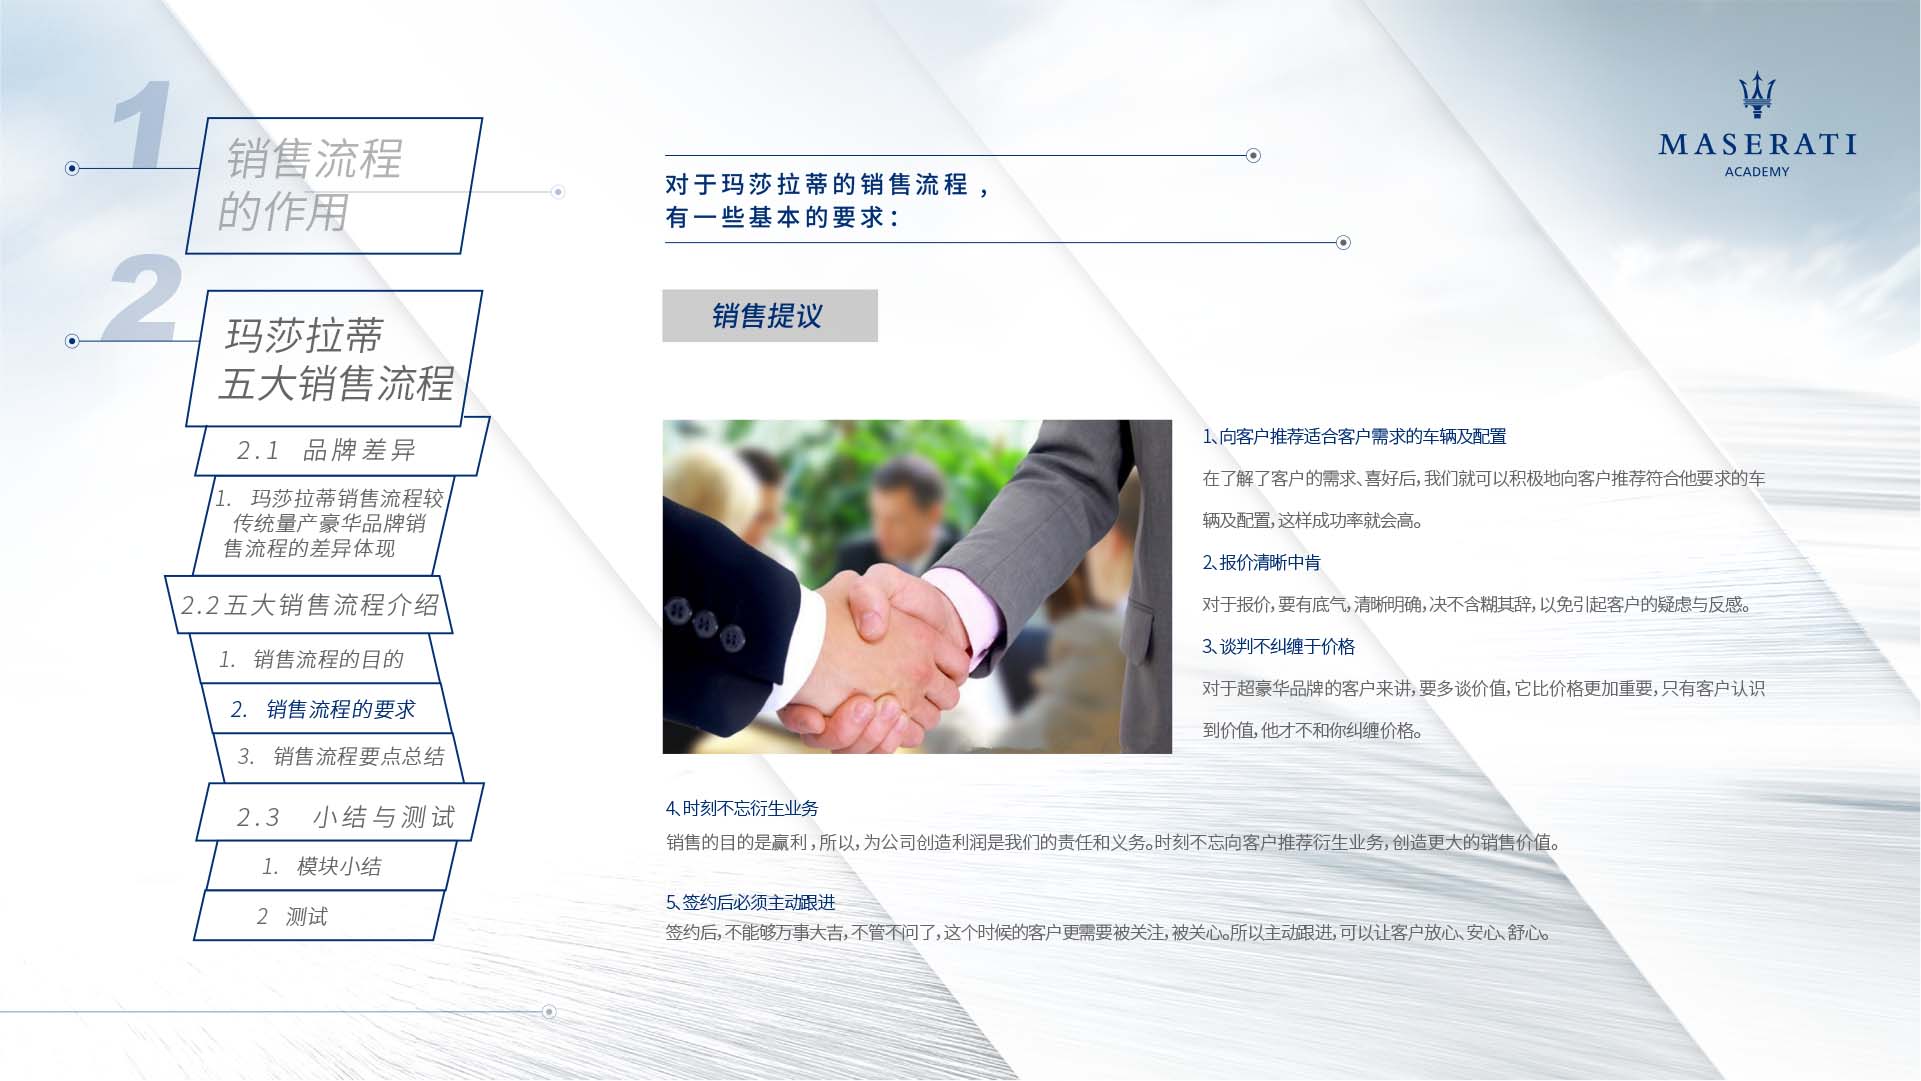 1
销售流程
的作用
2
玛莎拉蒂
五大销售流程
2.1 品牌差异
1. 玛莎拉蒂销售流程较
传统量产豪华品牌销
售流程的差异体现
2.2五大销售流程介绍
1. 销售流程的目的
2. 销售流程的要求
3. 销售流程要点总结
2.3 小结与测试
1. 模块小结
2 测试
对于玛莎拉蒂的销售流程，
有一些基本的要求：
销售提议
1、向客户推荐适合客户需求的车辆及配置
在了解了客户的需求、喜好后，我们就可以积极地向客户推荐符合他要求的车
辆及配置，这样成功率就会高。
2、报价清晰中肯
对于报价，要有底气，清晰明确，决不含糊其辞，以免引起客户的疑虑与反感。
3、谈判不纠缠于价格
对于超豪华品牌的客户来讲，要多谈价值，它比价格更加重要，只有客户认识
到价值，他才不和你纠缠价格。
4、时刻不忘衍生业务
销售的目的是赢利，所以，为公司创造利润是我们的责任和义务。时刻不忘向客户推荐衍生业务，创造更大的销售价值。
5、签约后必须主动跟进
签约后，不能够万事大吉，不管不问了，这个时候的客户更需要被关注，被关心。所以主动跟进，可以让客户放心、安心、舒心。
MASERATI
ACADEMY